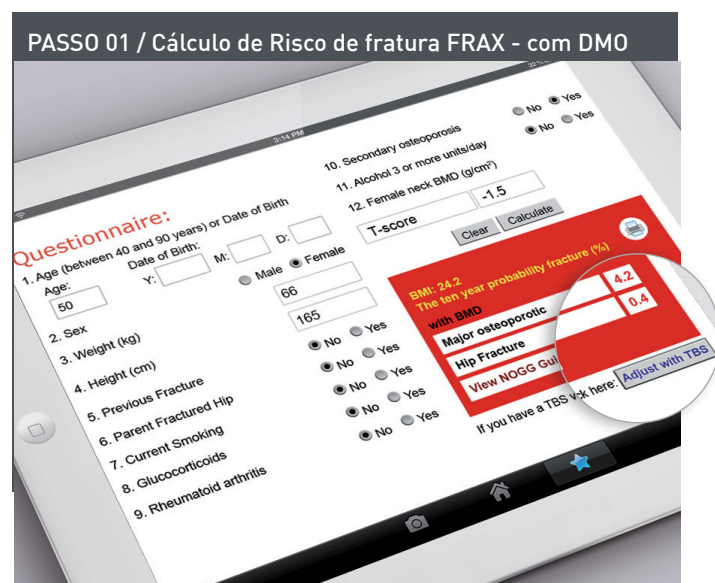 PASSO 01 / Cálculo de Risco de fratura FRAX - com DMO
3:14 PM
Questionnaire:
1. Age (between 40 and 90 years) or Date of Birth
Age: Date of Birth:
50 Y: M: D:
2. Sex Male Female
3. Weight (kg) 66
4. Height (cm) 165
5. Previous Fracture No Yes
6. Parent Fractured Hip No Yes
7. Current Smoking No Yes
8. Glucocorticoids No Yes
9. Rheumatoid arthritis No Yes
10. Secondary osteoporosis No Yes
11. Alcohol 3 or more units/day No Yes
12. Female neck BMD (g/cm²)
T-score -1.5
Clear Calculate
BMI: 24.2
The ten year probability fracture (%)
with BMD
Major osteoporotic 4.2
Hip Fracture 0.4
View NOGG
If you have a TBS here: Adjust with TBS